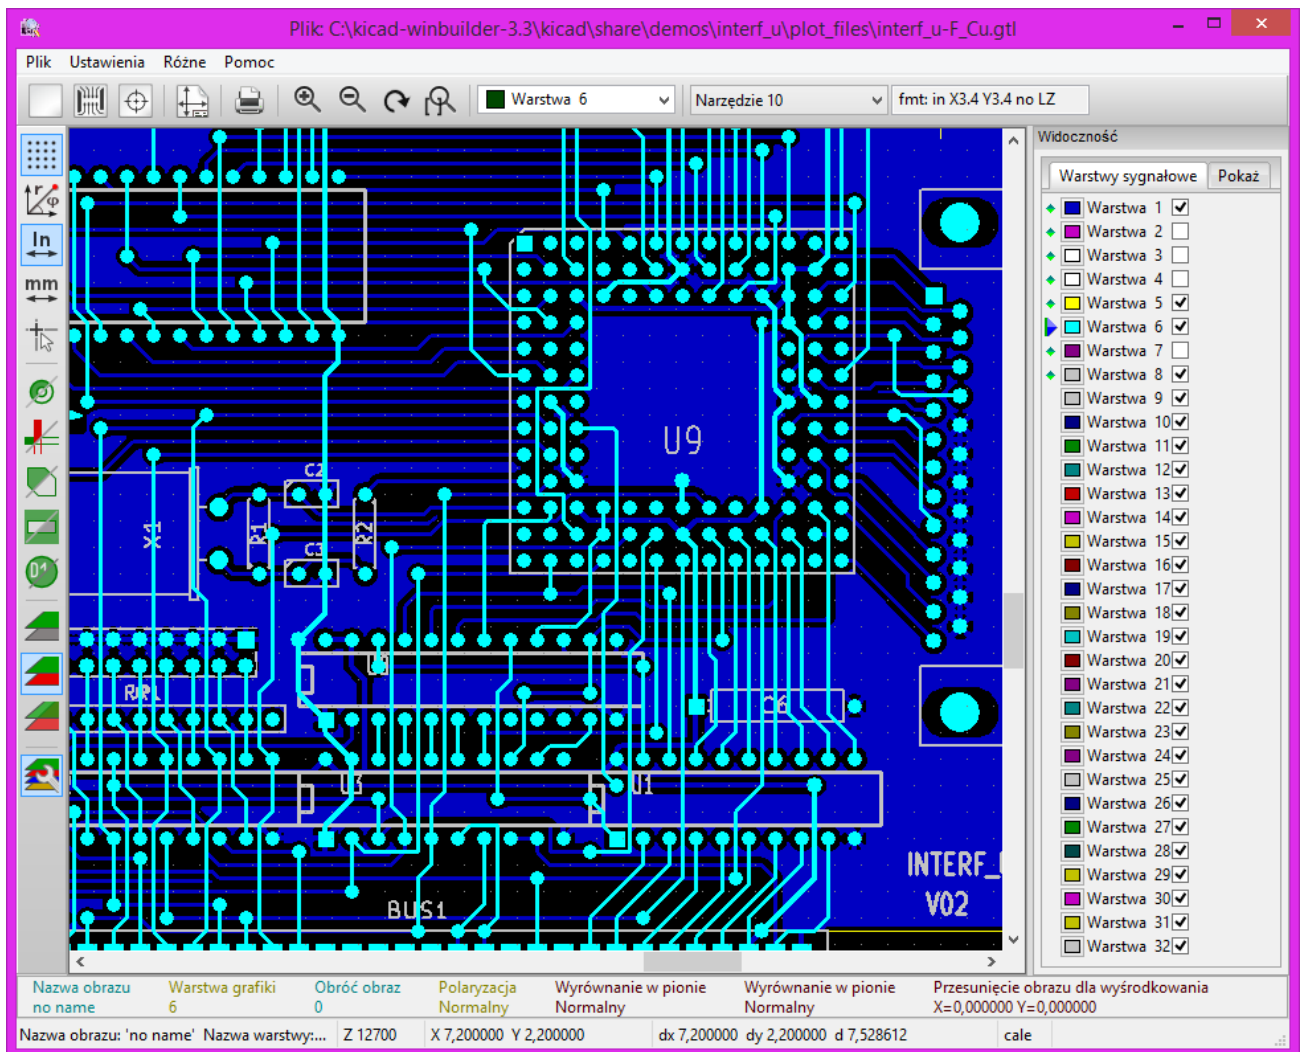 Plik: C:\kicad-winbuilder-3.3\kicad\share\demos\interf_u\plot_files\interf_u-F_Cu.gtl
Plik Ustawienia Różne Pomoc
Warstwa 6 Narzędzie 10 fmt: in X3.4 Y3.4 no LZ
Widoczność
Warstwy sygnałowe Pokaż
In
mm
Warstwa 1
Warstwa 2
Warstwa 3
Warstwa 4
Warstwa 5
Warstwa 6
Warstwa 7
Warstwa 8
Warstwa 9
Warstwa 10
Warstwa 11
Warstwa 12
Warstwa 13
Warstwa 14
Warstwa 15
Warstwa 16
Warstwa 17
Warstwa 18
Warstwa 19
Warstwa 20
Warstwa 21
Warstwa 22
Warstwa 23
Warstwa 24
Warstwa 25
Warstwa 26
Warstwa 27
Warstwa 28
Warstwa 29
Warstwa 30
Warstwa 31
Warstwa 32
U9
C2
X1
R1
R2
C3
RR1
C6
U3
U1
INTERF_
V02
BUS1
Nazwa obrazu Warstwa grafiki Obróć obraz Polaryzacja Wyrównanie w pionie Wyrównanie w pionie Przesunięcie obrazu dla wyśrodkowania
no name 6 0 Normalny Normalny Normalny X=0,000000 Y=0,000000
Nazwa obrazu: 'no name' Nazwa warstwy:... Z 12700 X 7,200000 Y 2,200000 dx 7,200000 dy 2,200000 d 7,528612 cale